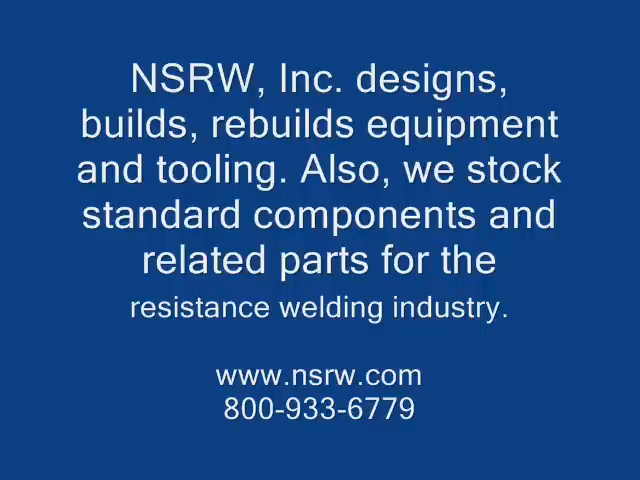 NSRW, Inc. designs,
builds, rebuilds equipment
and tooling. Also, we stock
standard components and
related parts for the
resistance welding industry.
www.nsrw.com
800-933-6779